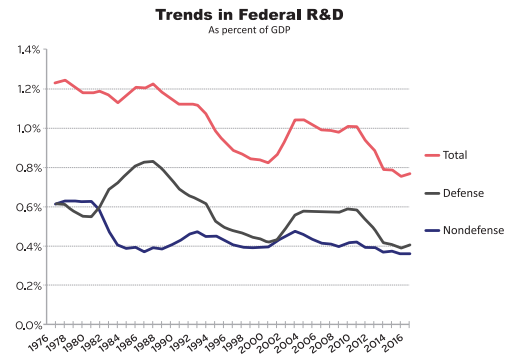 Trends in Federal R&D
As percent of GDP
1.4%
1.2%
1.0%
0.8%
0.6%
0.4%
0.2%
0.0%
Total
Defense
Nondefense
1976 1978 1980 1982 1984 1986 1988 1990 1992 1994 1996 1998 2000 2002 2004 2006 2008 2010 2012 2014 2016